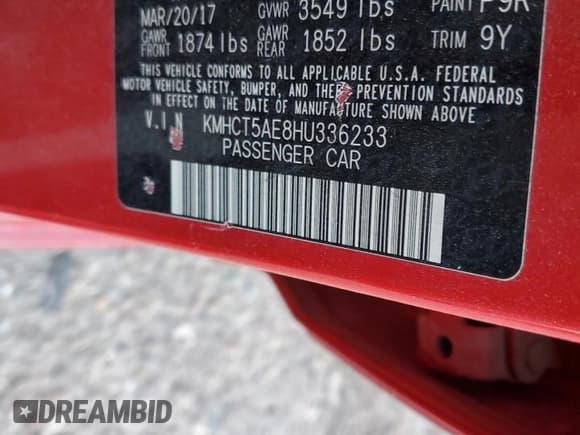 MAR/20/17 GVWR 3549 lbs PAINT P9R
GAWR FRONT 1874 lbs GAWR REAR 1852 lbs TRIM 9Y
THIS VEHICLE CONFORMS TO ALL APPLICABLE U.S.A. FEDERAL
MOTOR VEHICLE SAFETY, BUMPER, AND THEFT PREVENTION STANDARDS
IN EFFECT ON THE DATE OF MANUFACTURE SHOWN ABOVE
V.I.N KMHCT5AE8HU336233
PASSENGER CAR
DREAMBID